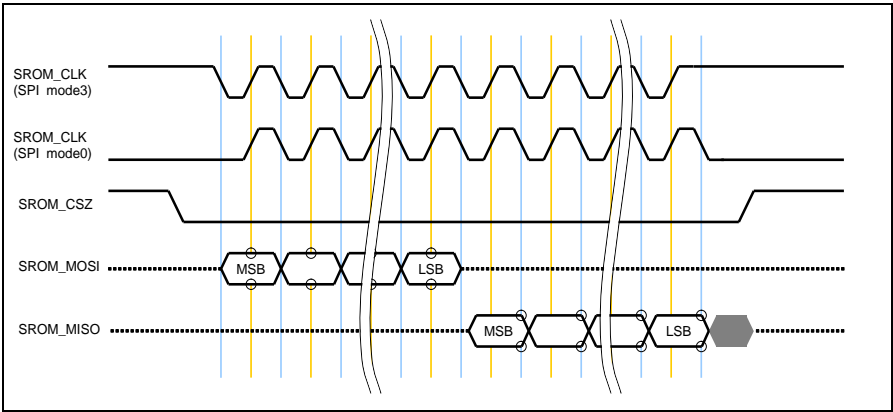 SROM_CLK
(SPI mode3)
SROM_CLK
(SPI mode0)
SROM_CSZ
SROM_MOSI
MSB
LSB
SROM_MISO
MSB
LSB